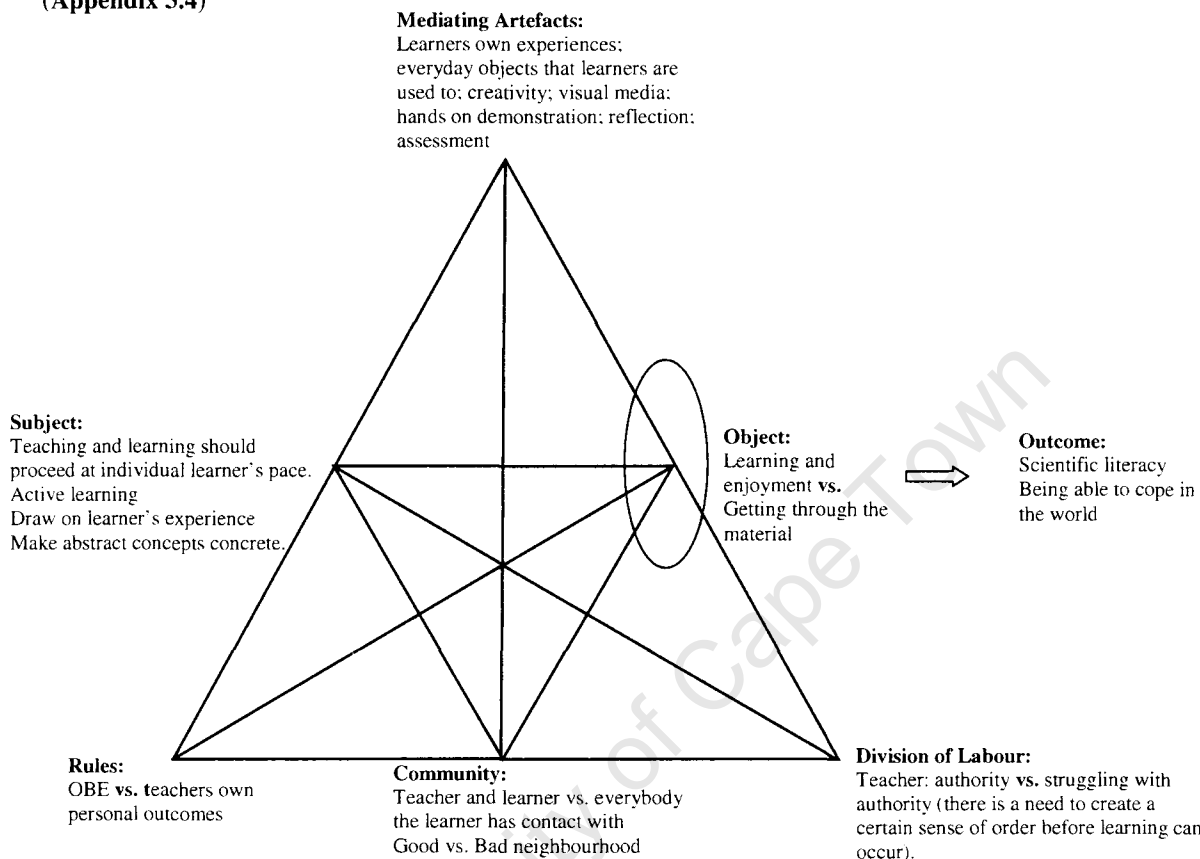 (Appendix 5.4)
Mediating Artefacts:
Learners own experiences;
everyday objects that learners are
used to; creativity; visual media;
hands on demonstration; reflection;
assessment
Subject:
Teaching and learning should
proceed at individual learner's pace.
Active learning
Draw on learner's experience
Make abstract concepts concrete.
Object:
Learning and
enjoyment vs.
Getting through the
material
Outcome:
Scientific literacy
Being able to cope in
the world
Rules:
OBE vs. teachers own
personal outcomes
Community:
Teacher and learner vs. everybody
the learner has contact with
Good vs. Bad neighbourhood
Division of Labour:
Teacher: authority vs. struggling with
authority (there is a need to create a
certain sense of order before learning can
occur).
University of Cape Town